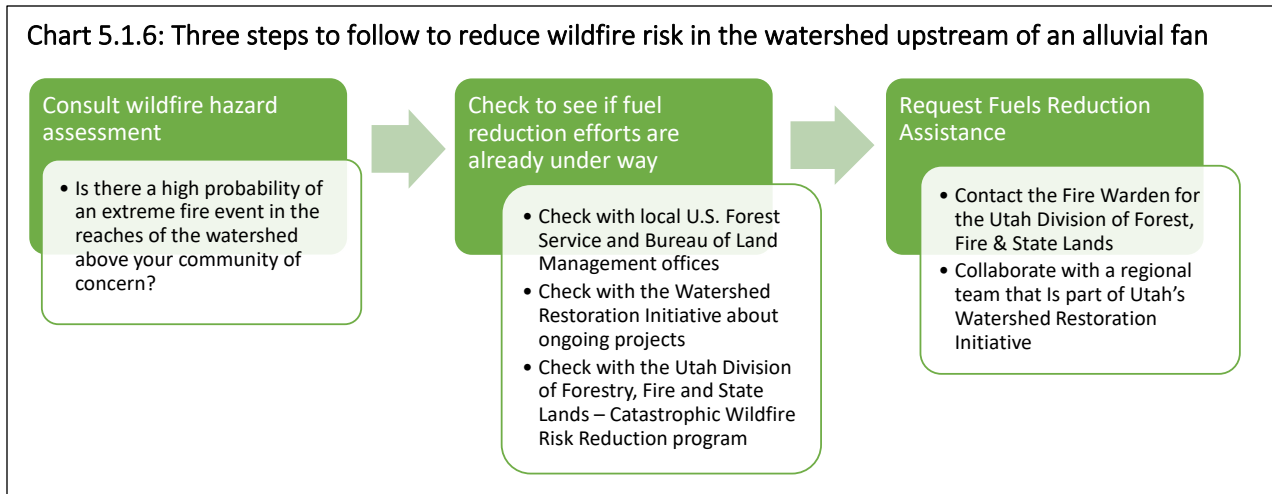 Chart 5.1.6: Three steps to follow to reduce wildfire risk in the watershed upstream of an alluvial fan
Consult wildfire hazard
assessment
• Is there a high probability of
an extreme fire event in the
reaches of the watershed
above your community of
concern?
Check to see if fuel
reduction efforts are
already under way
• Check with local U.S. Forest
Service and Bureau of Land
Management offices
• Check with the Watershed
Restoration Initiative about
ongoing projects
• Check with the Utah Division
of Forestry, Fire and State
Lands – Catastrophic Wildfire
Risk Reduction program
Request Fuels Reduction
Assistance
• Contact the Fire Warden for
the Utah Division of Forest,
Fire & State Lands
• Collaborate with a regional
team that Is part of Utah’s
Watershed Restoration
Initiative